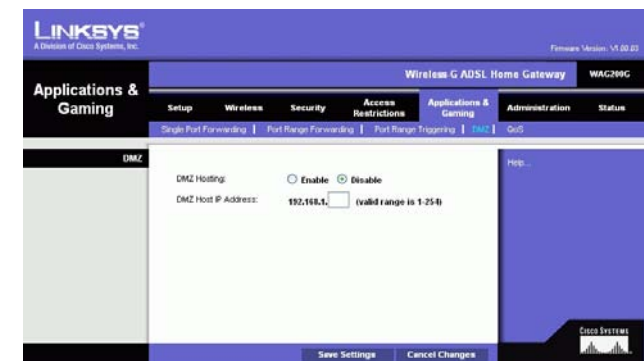 LINKSYS®
A Division of Cisco Systems, Inc.
Firmware Version: V1.00.03
Wireless-G ADSL Home Gateway
WAG200G
Applications & Gaming
Setup
Wireless
Security
Access Restrictions
Applications & Gaming
Administration
Status
Single Port Forwarding | Port Range Forwarding | Port Range Triggering | DMZ | QoS
DMZ
DMZ Hosting: Enable Disable
DMZ Host IP Address: 192.168.1. (valid range is 1-254)
Help...
Save Settings
Cancel Changes
CISCO SYSTEMS